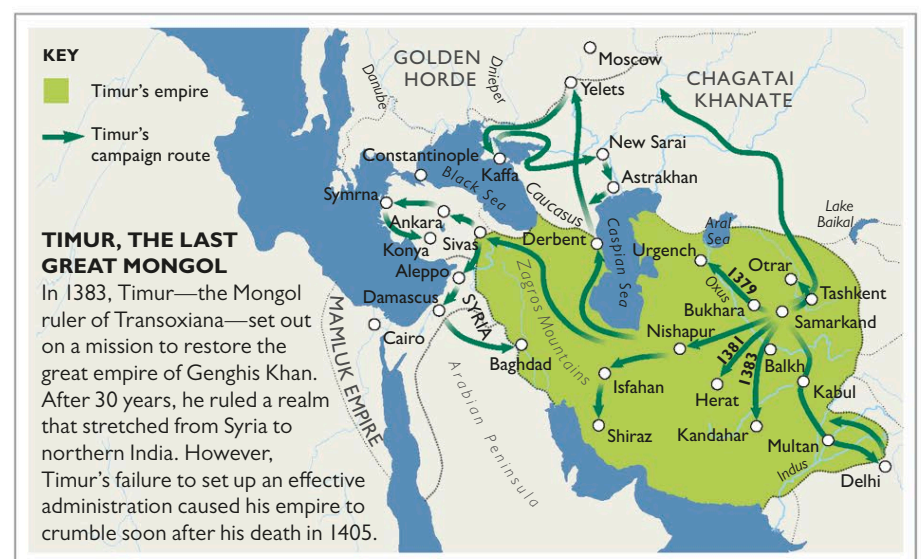 KEY
Timur's empire
Timur's
campaign route
TIMUR, THE LAST
GREAT MONGOL
In 1383, Timur—the Mongol
ruler of Transoxiana—set out
on a mission to restore the
great empire of Genghis Khan.
After 30 years, he ruled a realm
that stretched from Syria to
northern India. However,
Timur's failure to set up an effective
administration caused his empire to
crumble soon after his death in 1405.
GOLDEN
HORDE
Moscow
Yelets
CHAGATAI
KHANATE
Danube
Dnieper
Constantinople
Black Sea
Kaffa
New Sarai
Astrakhan
Caucasus
Symrna
Ankara
Konya
Sivas
Derbent
Caspian Sea
Urgench
Aral
Sea
Lake
Baikal
Otrar
Tashkent
Oxus
1379
Bukhara
Samarkand
Aleppo
Damascus
SYRIA
Zagros Mountains
Nishapur
1381
1383
Balkh
MAMLUK EMPIRE
Cairo
Baghdad
Isfahan
Herat
Kabul
Arabian Peninsula
Shiraz
Kandahar
Multan
Indus
Delhi